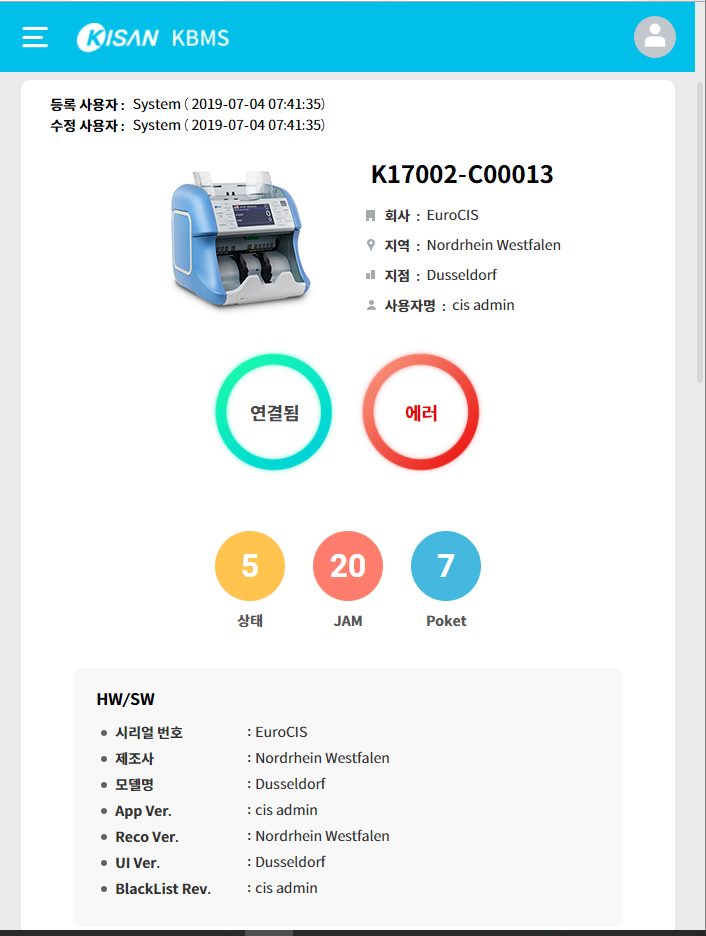 KISAN KBMS
등록 사용자 : System ( 2019-07-04 07:41:35)
수정 사용자 : System ( 2019-07-04 07:41:35)
K17002-C00013
회사 : EuroCIS
지역 : Nordrhein Westfalen
지점 : Dusseldorf
사용자명 : cis admin
연결됨 에러
5 20 7
상태 JAM Poket
HW/SW
시리얼 번호 : EuroCIS
제조사 : Nordrhein Westfalen
모델명 : Dusseldorf
App Ver. : cis admin
Reco Ver. : Nordrhein Westfalen
UI Ver. : Dusseldorf
BlackList Rev. : cis admin